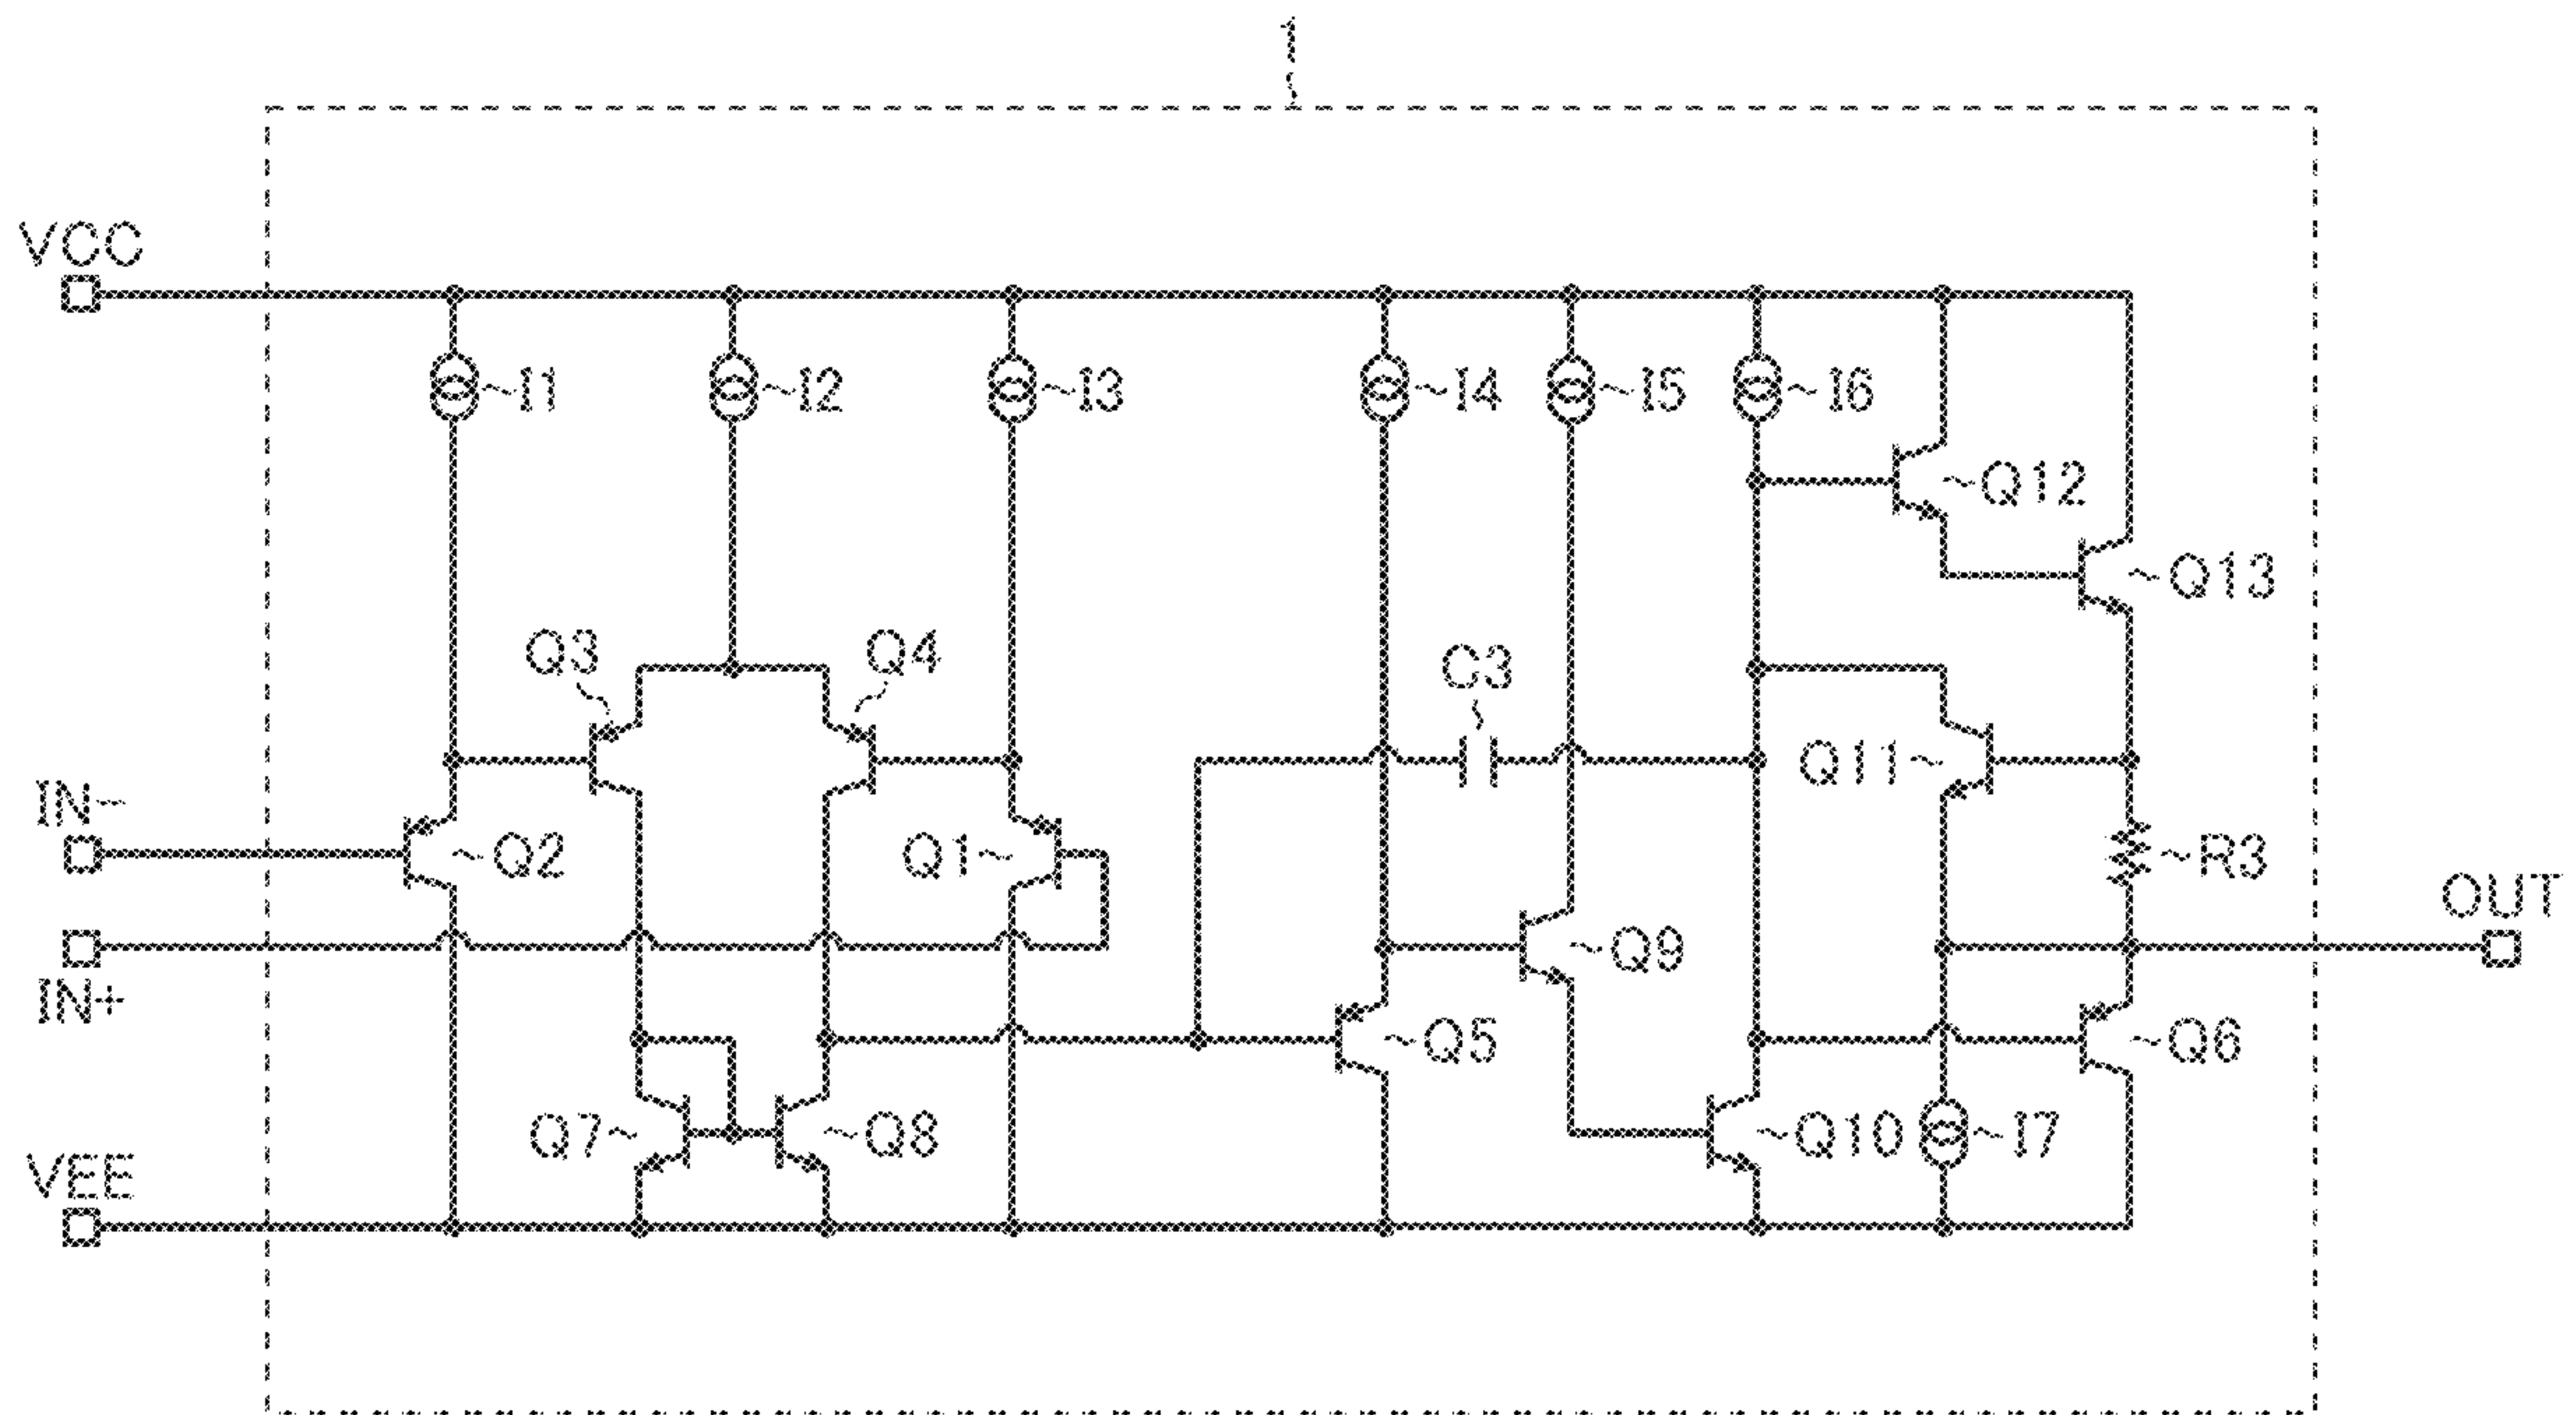 1
VCC
I1
I2
I3
I4
I5
I6
Q12
Q13
Q3
Q4
C3
Q11
IN-
Q2
Q1
R3
OUT
IN+
Q9
Q5
Q6
Q7
Q8
Q10
I7
VEE